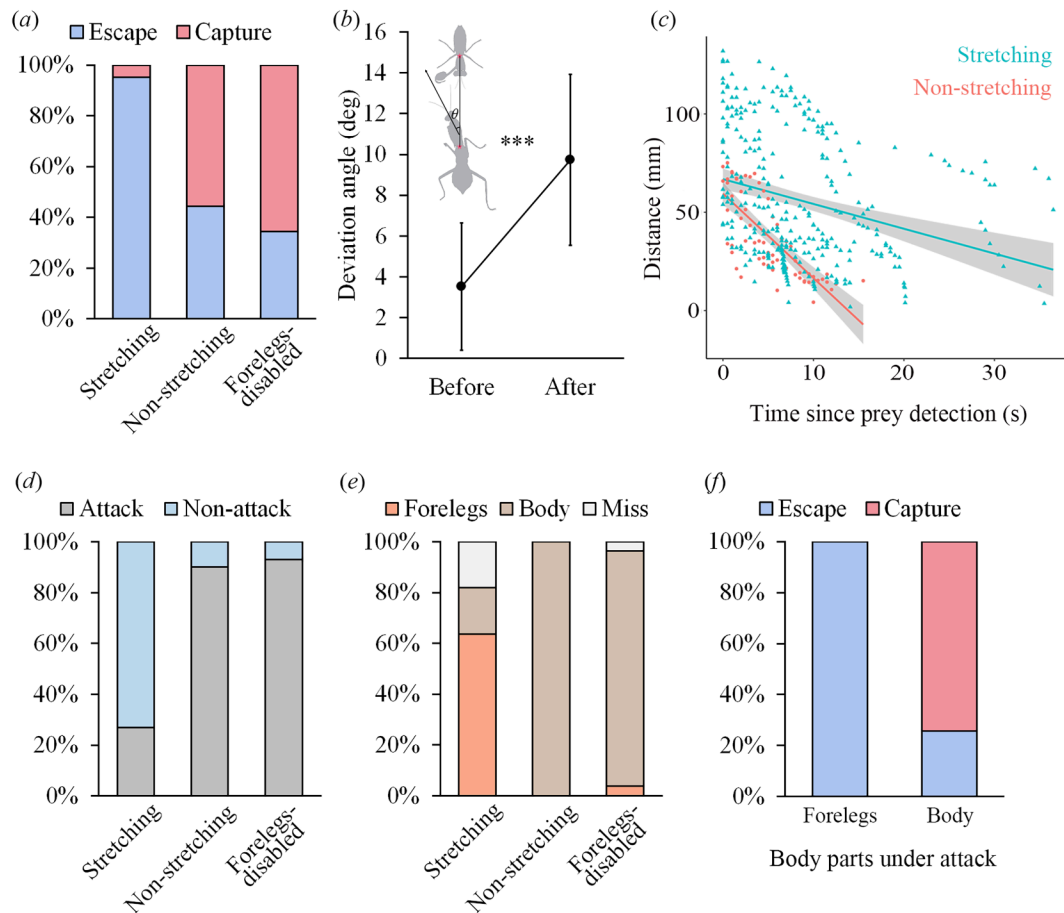 (a)
Escape Capture
100%
80%
60%
40%
20%
0%
Stretching
Non-stretching
Forelegs-
disabled
(b)
Deviation angle (deg)
16
14
12
10
8
6
4
2
0
θ
***
Before After
(c)
Stretching
Non-stretching
Distance (mm)
100
50
0
0 10 20 30
Time since prey detection (s)
(d)
Attack Non-attack
100%
80%
60%
40%
20%
0%
Stretching
Non-stretching
Forelegs-
disabled
(e)
Forelegs Body Miss
100%
80%
60%
40%
20%
0%
Stretching
Non-stretching
Forelegs-
disabled
(f)
Escape Capture
100%
80%
60%
40%
20%
0%
Forelegs Body
Body parts under attack